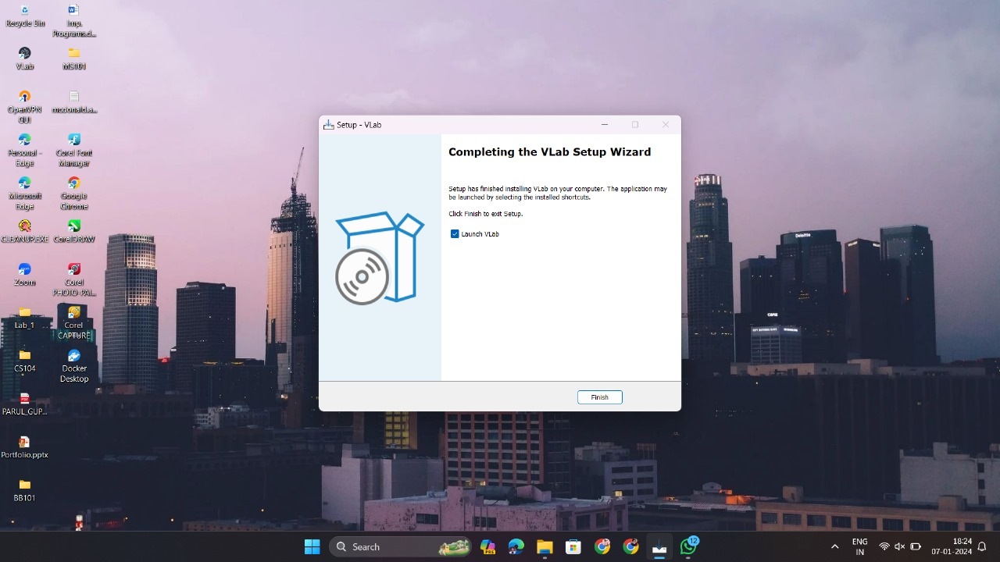 Recycle Bin
Imp.
Programs.d...
VLab
MS101
OpenVPN
GUI
mcdonald.a...
Personal -
Edge
Corel Font
Manager
Microsoft
Edge
Google
Chrome
CLEANUP.EXE
CorelDRAW
Zoom
Corel
PHOTO-PAI...
Lab_1
Corel
CAPTURE
CS104
Docker
Desktop
PARUL_GUP...
Portfolio.pptx
BB101
Setup - VLab
Completing the VLab Setup Wizard
Setup has finished installing VLab on your computer. The application may
be launched by selecting the installed shortcuts.
Click Finish to exit Setup.
Launch VLab
Finish
Deloitte
Search
PRE
12
ENG
IN
18:24
07-01-2024